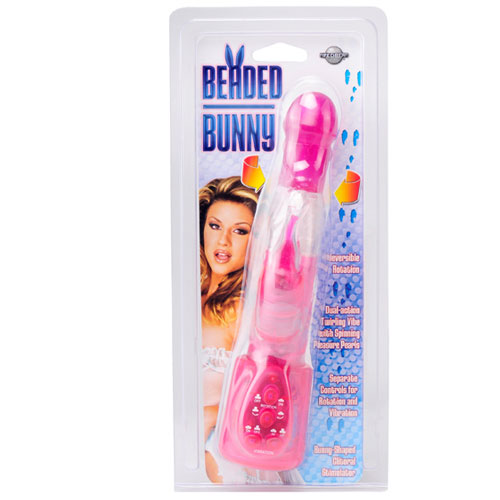 BEADED
BUNNY
PIPEDREAM
Reversible
Rotation
Dual-action
Twirling Vibe
with Spinning
Pleasure Pearls
Separate
Controls for
Rotation and
Vibration
Bunny-Shaped
Clitoral
Stimulator